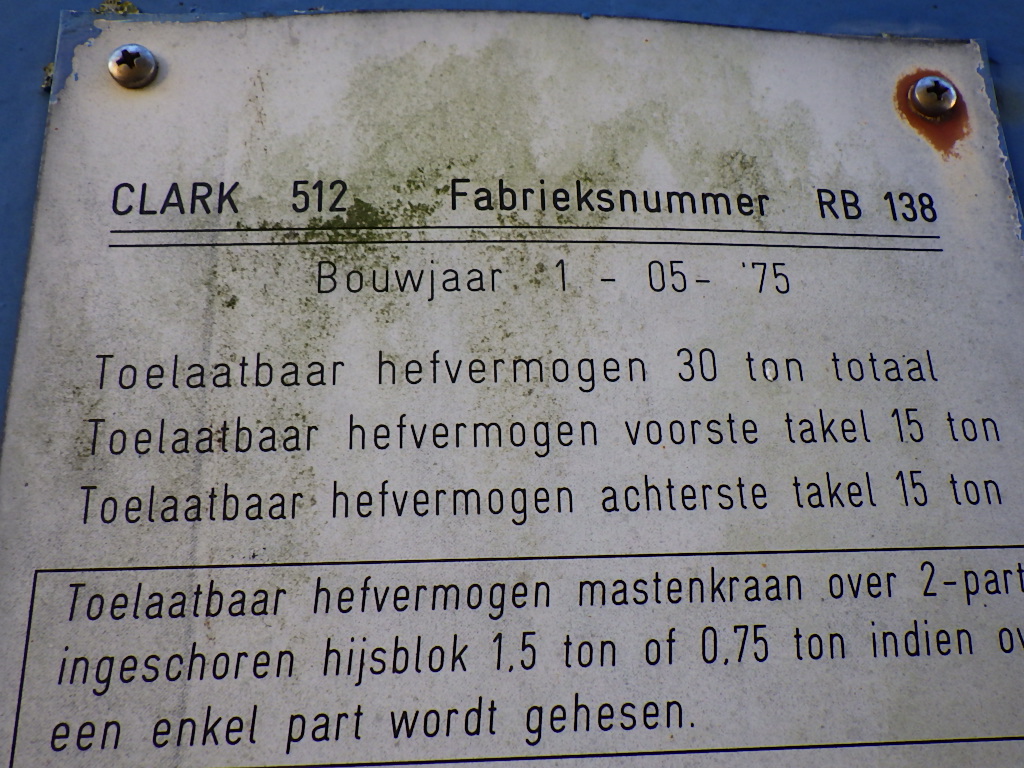 CLARK 512 Fabrieksnummer RB 138
Bouwjaar 1 - 05- '75
Toelaatbaar hefvermogen 30 ton totaal
Toelaatbaar hefvermogen voorste takel 15 ton
Toelaatbaar hefvermogen achterste takel 15 ton
Toelaatbaar hefvermogen mastenkraan over 2-part
ingeschoren hijsblok 1,5 ton of 0,75 ton indien
een enkel part wordt gehesen.